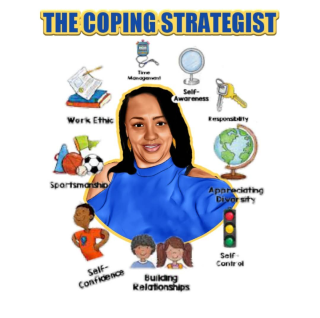 THE COPING STRATEGIST
Time
Management
Self-
Awareness
Work Ethic
Responsibility
Sportsmanship
Appreciating
Diversity
Self-
Control
Self-
Confidence
Building
Relationships